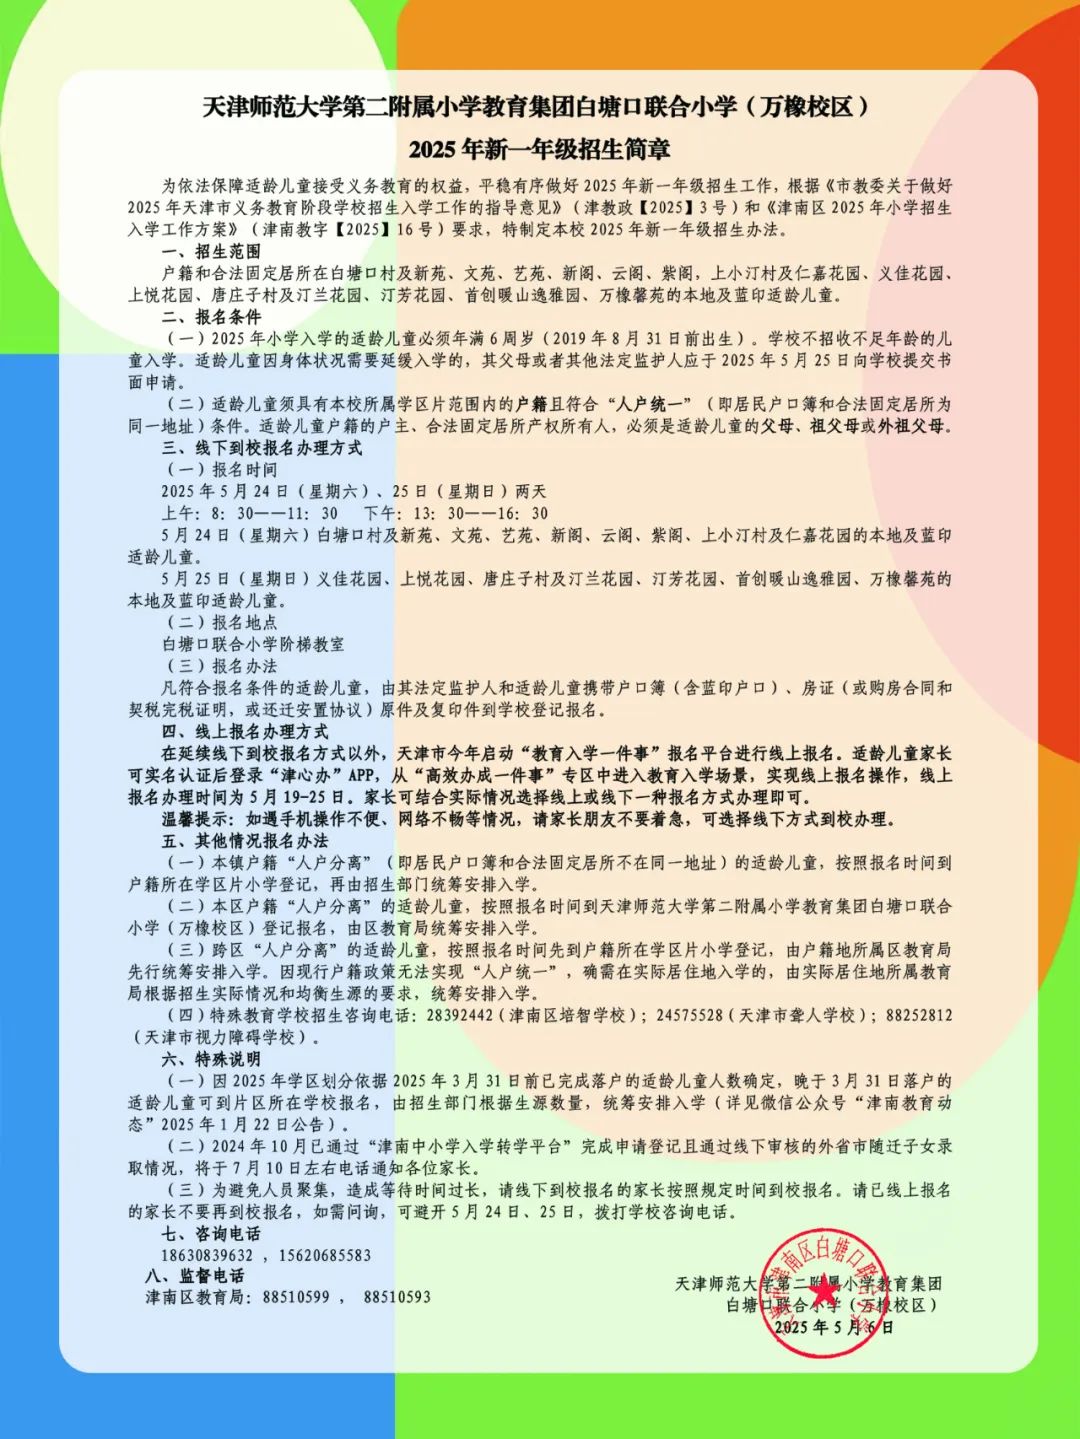 天津师范大学第二附属小学教育集团白塘口联合小学（万橡校区）
2025 年新一年级招生简章
为依法保障适龄儿童接受义务教育的权益，平稳有序做好 2025 年新一年级招生工作，根据《市教委关于做好
2025 年天津市义务教育阶段学校招生入学工作的指导意见》（津教政【2025】3 号）和《津南区 2025 年小学招生
入学工作方案》（津南教字【2025】16 号）要求，特制定本校 2025 年新一年级招生办法。
一、招生范围
户籍和合法固定居所在白塘口村及新苑、文苑、艺苑、新阁、云阁、紫阁，上小汀村及仁嘉花园、义佳花园、
上悦花园、唐庄子村及汀兰花园、汀芳花园、首创暖山逸雅园、万橡馨苑的本地及蓝印适龄儿童。
二、报名条件
（一）2025 年小学入学的适龄儿童必须年满 6 周岁（2019 年 8 月 31 日前出生）。学校不招收不足年龄的儿
童入学。适龄儿童因身体状况需要延缓入学的，其父母或者其他法定监护人应于 2025 年 5 月 25 日向学校提交书
面申请。
（二）适龄儿童须具有本校所属学区片范围内的户籍且符合“人户统一”（即居民户口簿和合法固定居所为
同一地址）条件。适龄儿童户籍的户主、合法固定居所产权所有人，必须是适龄儿童的父母、祖父母或外祖父母。
三、线下到校报名办理方式
（一）报名时间
2025 年 5 月 24 日（星期六）、25 日（星期日）两天
上午：8：30——11：30 下午：13：30——16：30
5 月 24 日（星期六）白塘口村及新苑、文苑、艺苑、新阁、云阁、紫阁、上小汀村及仁嘉花园的本地及蓝印
适龄儿童。
5 月 25 日（星期日）义佳花园、上悦花园、唐庄子村及汀兰花园、汀芳花园、首创暖山逸雅园、万橡馨苑的
本地及蓝印适龄儿童。
（二）报名地点
白塘口联合小学阶梯教室
（三）报名办法
凡符合报名条件的适龄儿童，由其法定监护人和适龄儿童携带户口簿（含蓝印户口）、房证（或购房合同和
契税完税证明，或还迁安置协议）原件及复印件到学校登记报名。
四、线上报名办理方式
在延续线下到校报名方式以外，天津市今年启动“教育入学一件事”报名平台进行线上报名。适龄儿童家长
可实名认证后登录“津心办”APP，从“高效办成一件事”专区中进入教育入学场景，实现线上报名操作，线上
报名办理时间为 5 月 19-25 日。家长可结合实际情况选择线上或线下一种报名方式办理即可。
温馨提示：如遇手机操作不便、网络不畅等情况，请家长朋友不要着急，可选择线下方式到校办理。
五、其他情况报名办法
（一）本镇户籍“人户分离”（即居民户口簿和合法固定居所不在同一地址）的适龄儿童，按照报名时间到
户籍所在学区片小学登记，再由招生部门统筹安排入学。
（二）本区户籍“人户分离”的适龄儿童，按照报名时间到天津师范大学第二附属小学教育集团白塘口联合
小学（万橡校区）登记报名，由区教育局统筹安排入学。
（三）跨区“人户分离”的适龄儿童，按照报名时间先到户籍所在学区片小学登记，由户籍地所属区教育局
先行统筹安排入学。因现行户籍政策无法实现“人户统一”，确需在实际居住地入学的，由实际居住地所属教育
局根据招生实际情况和均衡生源的要求，统筹安排入学。
（四）特殊教育学校招生咨询电话：28392442（津南区培智学校）；24575528（天津市聋人学校）；88252812
（天津市视力障碍学校）。
六、特殊说明
（一）因 2025 年学区划分依据 2025 年 3 月 31 日前已完成落户的适龄儿童人数确定，晚于 3 月 31 日落户的
适龄儿童可到片区所在学校报名，由招生部门根据生源数量，统筹安排入学（详见微信公众号“津南教育动
态”2025 年 1 月 22 日公告）。
（二）2024 年 10 月已通过“津南中小学入学转学平台”完成申请登记且通过线下审核的外省市随迁子女录
取情况，将于 7 月 10 日左右电话通知各位家长。
（三）为避免人员聚集，造成等待时间过长，请线下到校报名的家长按照规定时间到校报名。请已线上报名
的家长不要再到校报名，如需问询，可避开 5 月 24 日、25 日，拨打学校咨询电话。
七、咨询电话
18630839632 ，15620685583
八、监督电话
津南区教育局：88510599 ， 88510593
天津师范大学第二附属小学教育集团
白塘口联合小学（万橡校区）
2025 年 5 月 6 日
天津市津南区白塘口联合小学